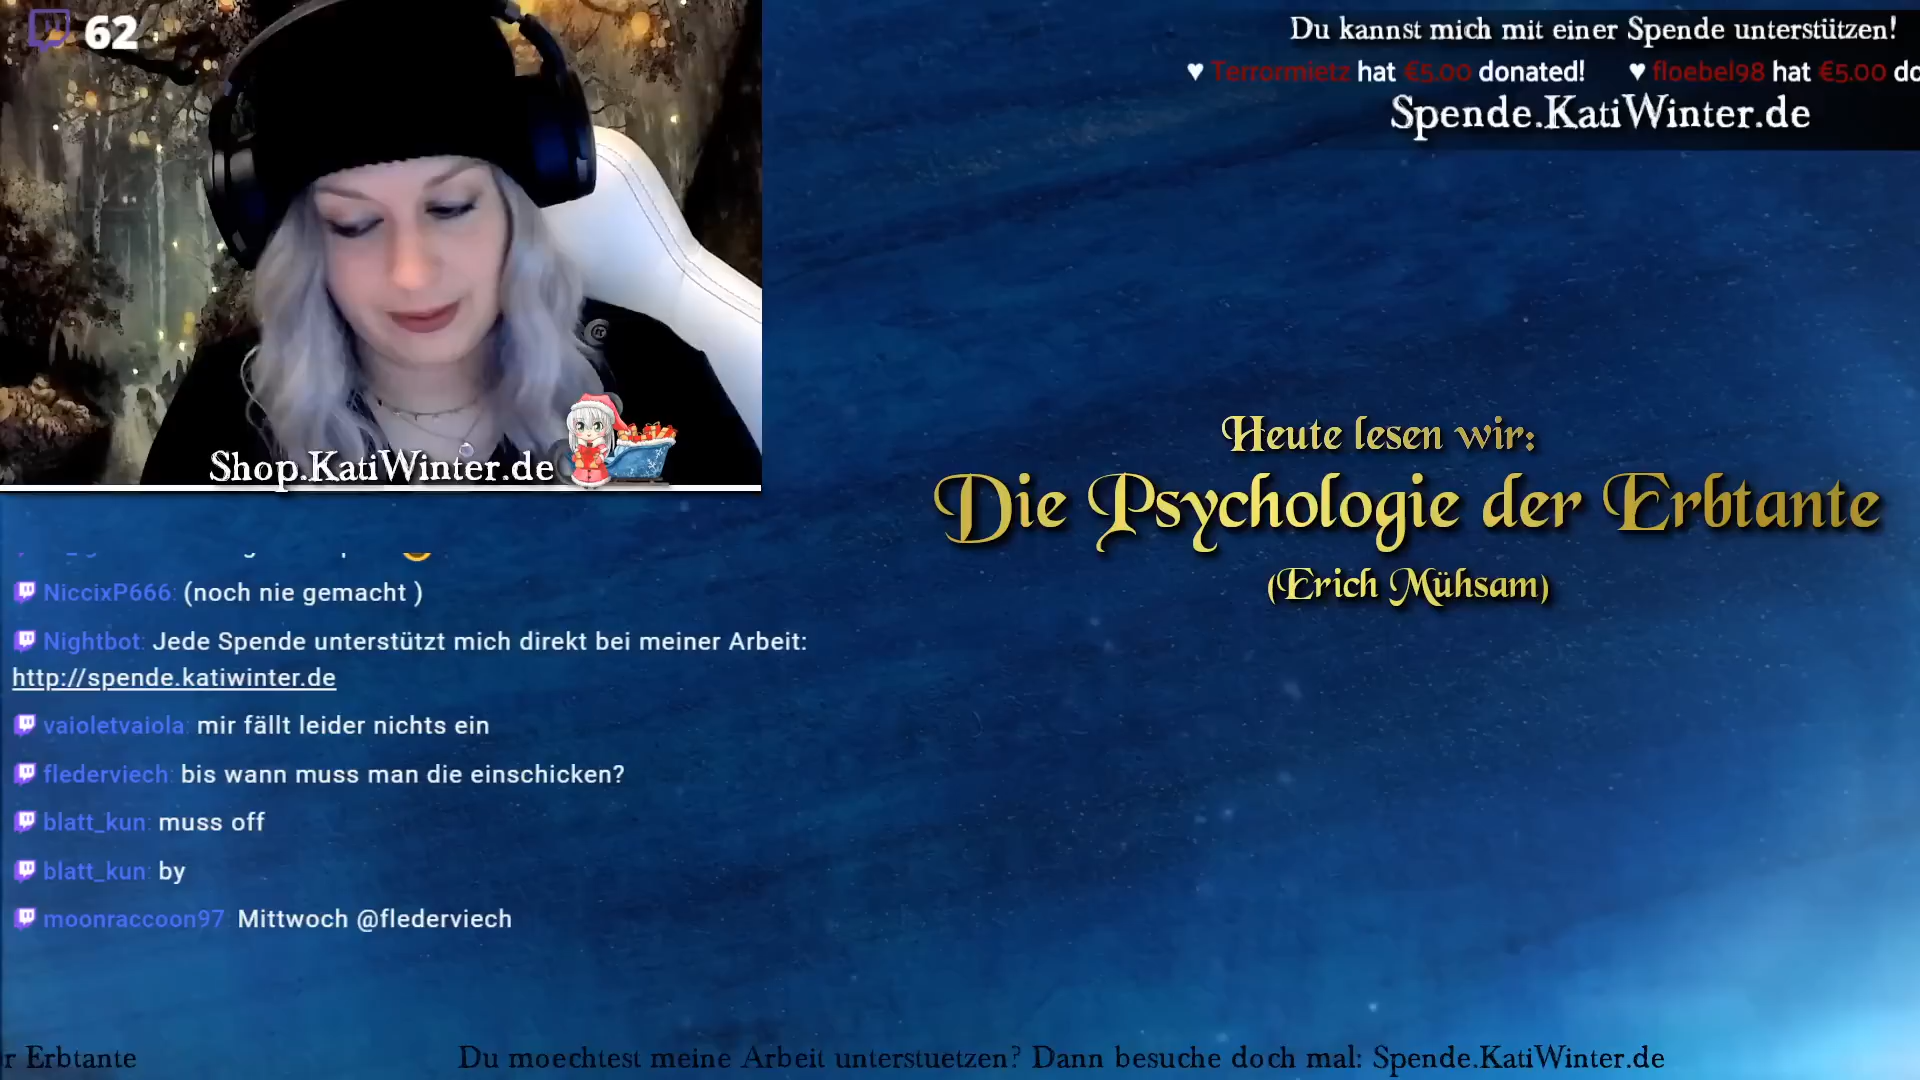 62
Du kannst mich mit einer Spende unterstützen!
♥ Terrormietz hat €5.00 donated! ♥ floebel98 hat €5.00 do
Spende.KatiWinter.de
Shop.KatiWinter.de
Heute lesen wir:
Die Psychologie der Erbtante
(Erich Mühsam)
NiccixP666: (noch nie gemacht )
Nightbot: Jede Spende unterstützt mich direkt bei meiner Arbeit:
http://spende.katiwinter.de
vaioletvaiola: mir fällt leider nichts ein
flederviech: bis wann muss man die einschicken?
blatt_kun: muss off
blatt_kun: by
moonraccoon97: Mittwoch @flederviech
r Erbtante Du moechtest meine Arbeit unterstuetzen? Dann besuche doch mal: Spende.KatiWinter.de